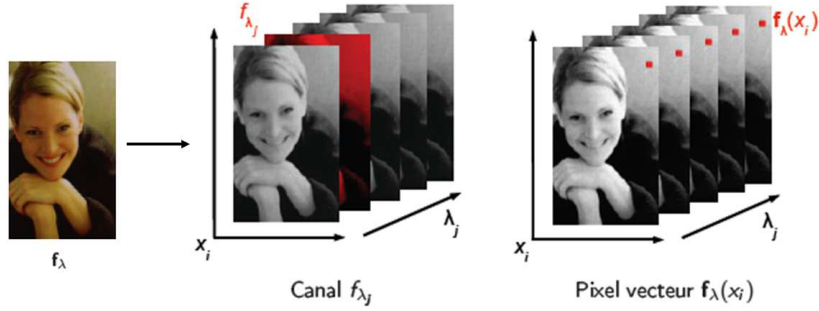 f_λj
f_λ(x_i)
λ_j
λ_j
x_i
x_i
f_λ
Canal f_λj
Pixel vecteur f_λ(x_i)